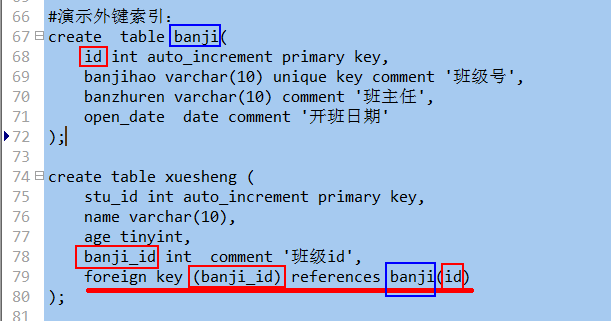 66 #演示外键索引：
67 create  table banji(
68     id int auto_increment primary key,
69     banjihao varchar(10) unique key comment '班级号',
70     banzhuren varchar(10) comment '班主任',
71     open_date  date comment '开班日期'
72 );
73
74 create table xuesheng (
75     stu_id int auto_increment primary key,
76     name varchar(10),
77     age tinyint,
78     banji_id int  comment '班级id',
79     foreign key (banji_id) references banji(id)
80 );
81